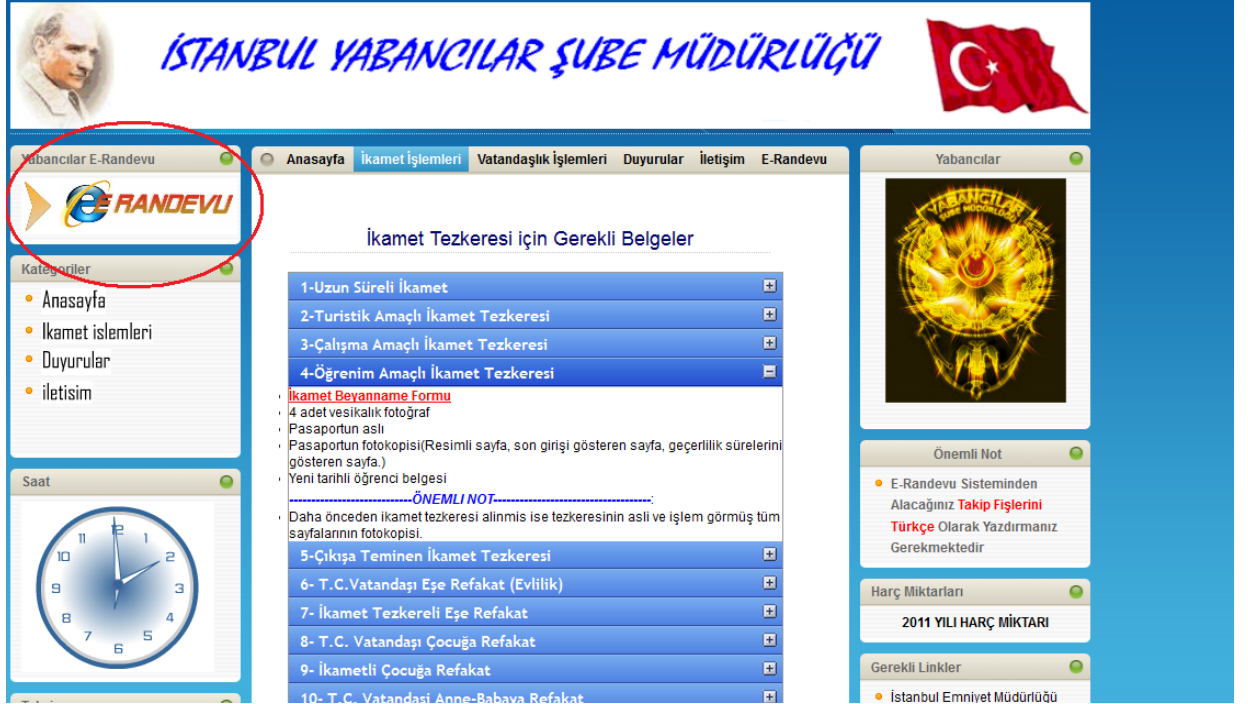 İSTANBUL YABANCILAR ŞUBE MÜDÜRLÜĞÜ
Yabancılar E-Randevu
E RANDEVU
Kategoriler
Anasayfa
Ikamet islemleri
Duyurular
iletisim
Saat
12
1
2
3
4
5
6
7
8
9
10
11
Anasayfa İkamet İşlemleri Vatandaşlık İşlemleri Duyurular İletişim E-Randevu
İkamet Tezkeresi için Gerekli Belgeler
1-Uzun Süreli İkamet
2-Turistik Amaçlı İkamet Tezkeresi
3-Çalışma Amaçlı İkamet Tezkeresi
4-Öğrenim Amaçlı İkamet Tezkeresi
İkamet Beyanname Formu
4 adet vesikalık fotoğraf
Pasaportun aslı
Pasaportun fotokopisi(Resimli sayfa, son girişi gösteren sayfa, geçerlilik sürelerini
gösteren sayfa.)
Yeni tarihli öğrenci belgesi
----------------------------ÖNEMLI NOT------------------------------------:
Daha önceden ikamet tezkeresi alinmis ise tezkeresinin asli ve işlem görmüş tüm
sayfalarının fotokopisi.
5-Çıkışa Teminen İkamet Tezkeresi
6- T.C.Vatandaşı Eşe Refakat (Evlilik)
7- İkamet Tezkereli Eşe Refakat
8- T.C. Vatandaşı Çocuğa Refakat
9- İkametli Çocuğa Refakat
10- T.C. Vatandaşi Anne-Babaya Refakat
Yabancılar
YABANCILAR
ŞUBE MÜDÜRLÜĞÜ
Önemli Not
E-Randevu Sisteminden
Alacağınız Takip Fişlerini
Türkçe Olarak Yazdırmanız
Gerekmektedir
Harç Miktarları
2011 YILI HARÇ MİKTARI
Gerekli Linkler
İstanbul Emniyet Müdürlüğü